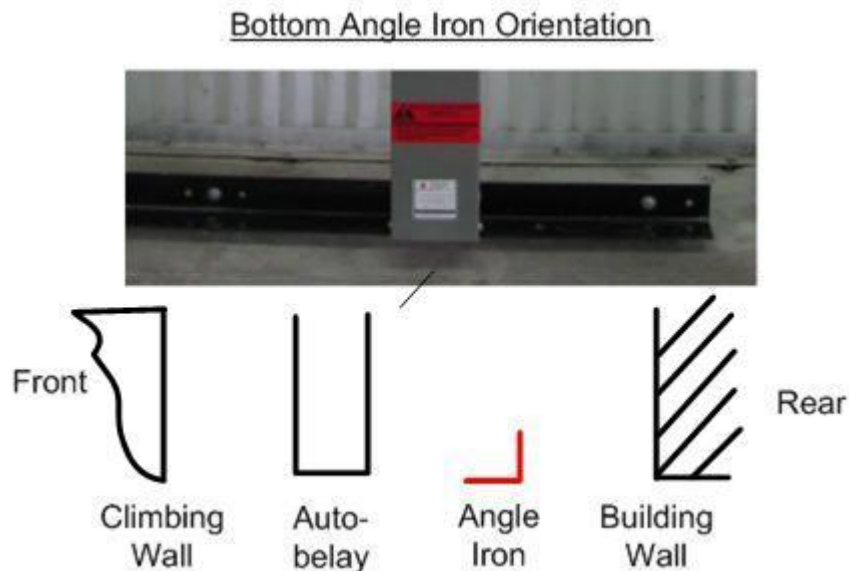 Bottom Angle Iron Orientation
Front
Rear
Climbing
Wall
Auto-
belay
Angle
Iron
Building
Wall